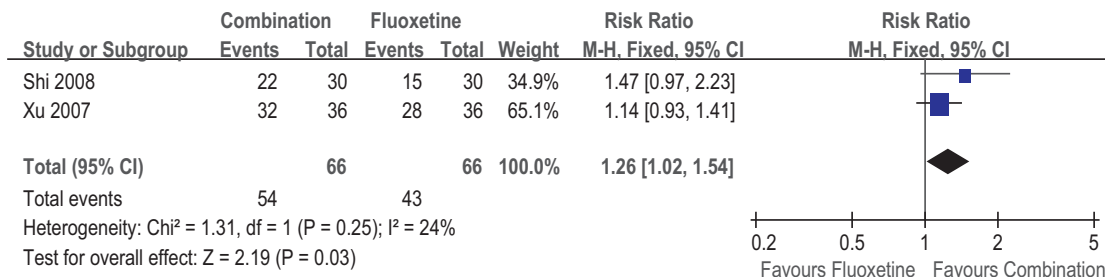 Combination Fluoxetine Risk Ratio Risk Ratio
Study or Subgroup Events Total Events Total Weight M-H, Fixed, 95% CI M-H, Fixed, 95% CI
Shi 2008 22 30 15 30 34.9% 1.47 [0.97, 2.23]
Xu 2007 32 36 28 36 65.1% 1.14 [0.93, 1.41]
Total (95% CI) 66 66 100.0% 1.26 [1.02, 1.54]
Total events 54 43
Heterogeneity: Chi² = 1.31, df = 1 (P = 0.25); I² = 24%
Test for overall effect: Z = 2.19 (P = 0.03)
0.2 0.5 1 2 5
Favours Fluoxetine Favours Combination